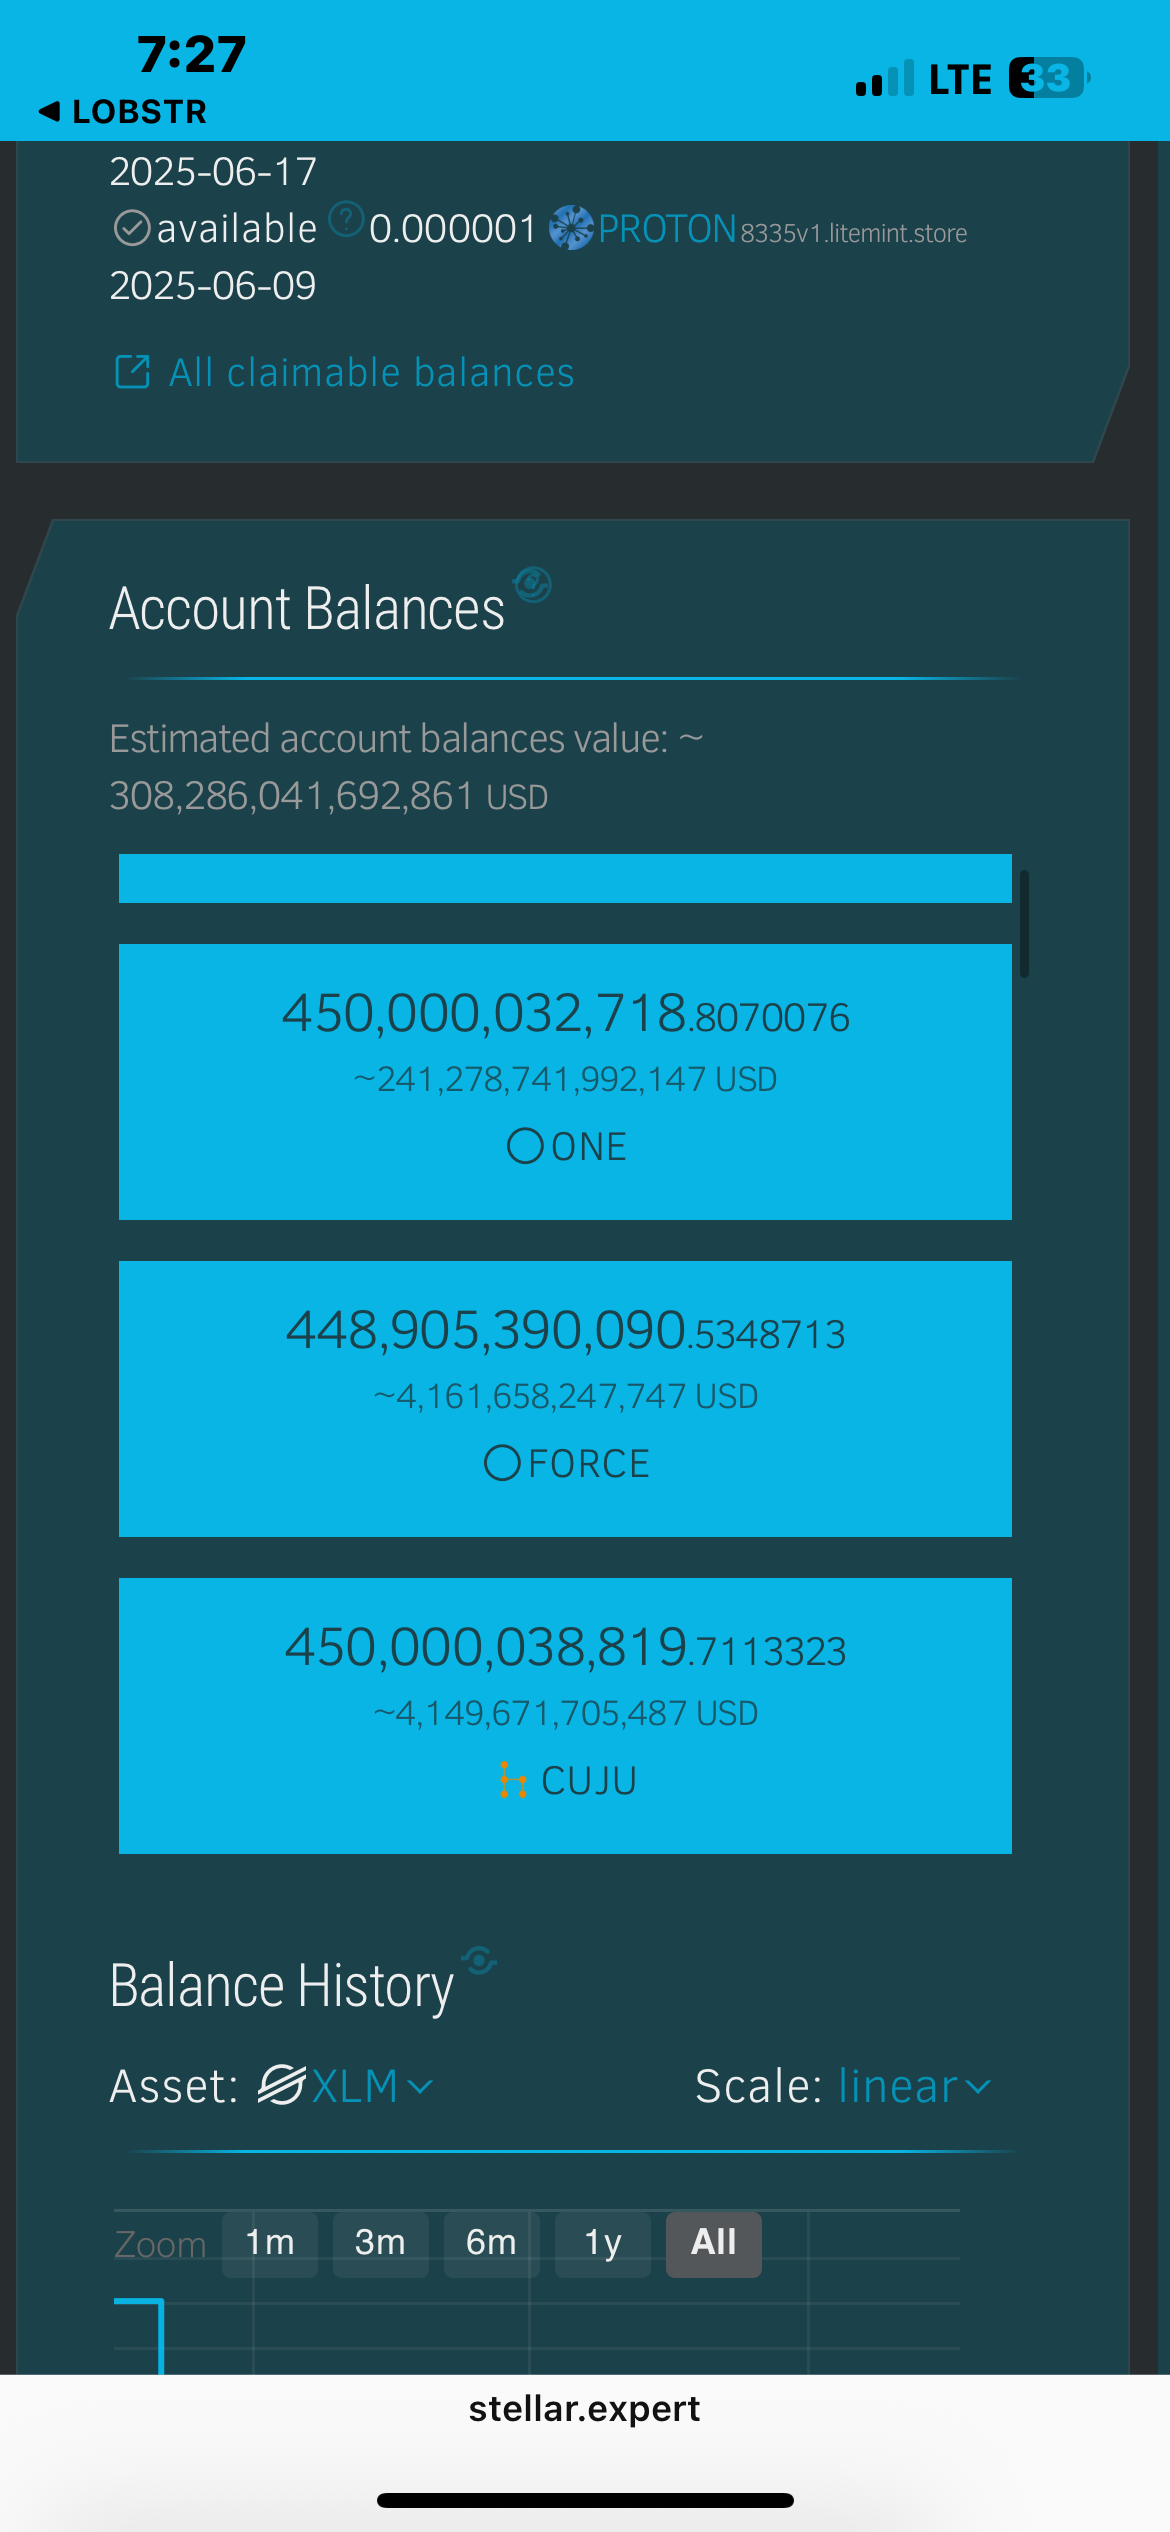 7:27
LTE 33
◀ LOBSTR
2025-06-17
available ? 0.000001 PROTON 8335v1.litemint.store
2025-06-09
All claimable balances
Account Balances
Estimated account balances value: ~
308,286,041,692,861 USD
450,000,032,718.8070076
~241,278,741,992,147 USD
ONE
448,905,390,090.5348713
~4,161,658,247,747 USD
FORCE
450,000,038,819.7113323
~4,149,671,705,487 USD
CUJU
Balance History
Asset: XLM Scale: linear
Zoom 1m 3m 6m 1y All
stellar.expert